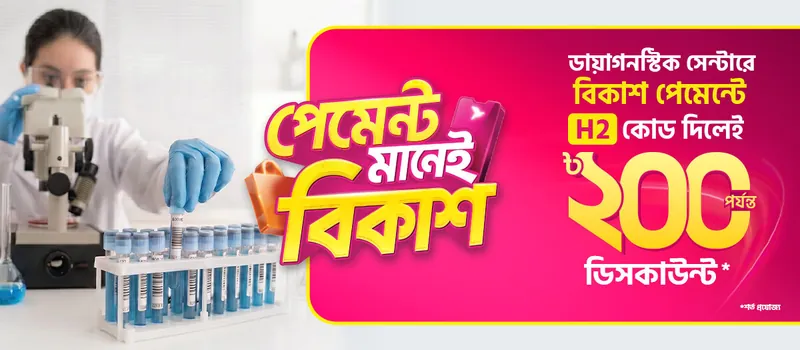 পেমেন্ট
মানেই
বিকাশ
ডায়াগনস্টিক সেন্টারে
বিকাশ পেমেন্টে
H2 কোড দিলেই
৳২০০ পর্যন্ত
ডিসকাউন্ট*
*শর্ত প্রযোজ্য